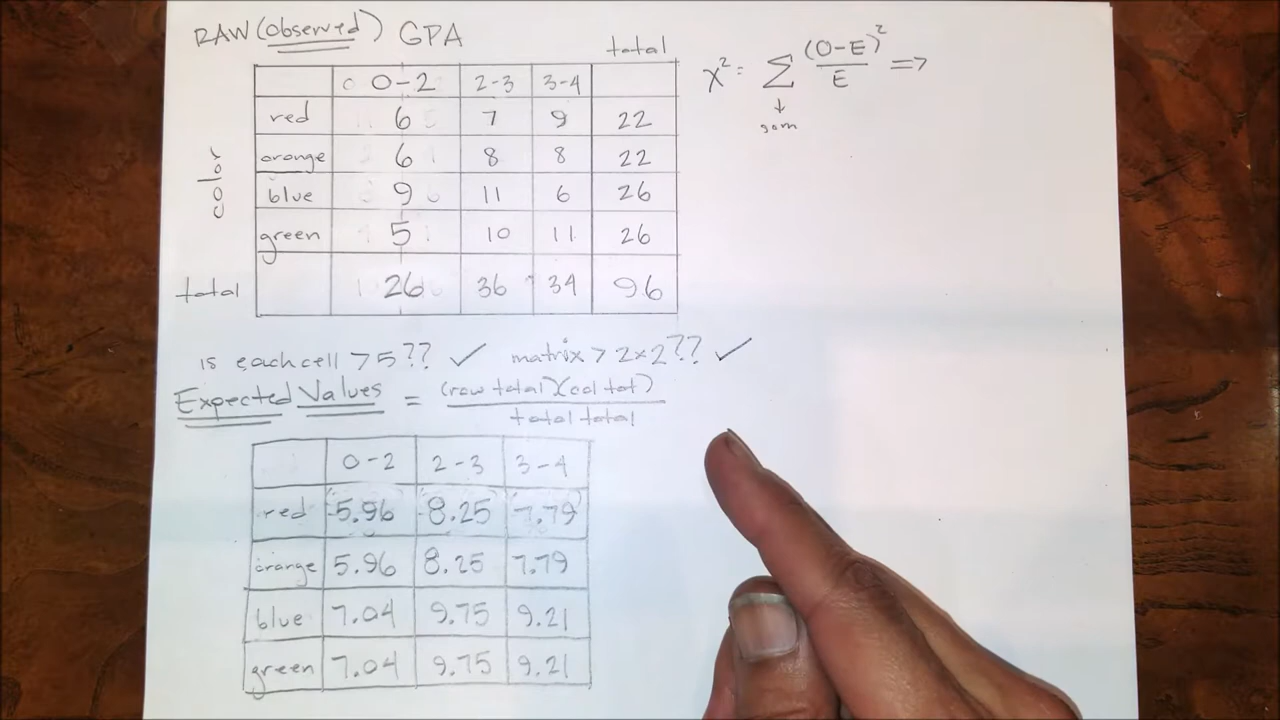 RAW (Observed) GPA
total
0-2 2-3 3-4
red 6 7 9 22
orange 6 8 8 22
blue 9 11 6 26
green 5 10 11 26
total 26 36 34 96
color
χ² = Σ (O-E)² / E =>
↓
som
is each cell >5?? ✓ matrix > 2×2?? ✓
Expected Values = (row total)(col tot) / total total
0-2 2-3 3-4
red 5.96 8.25 7.79
orange 5.96 8.25 7.79
blue 7.04 9.75 9.21
green 7.04 9.75 9.21